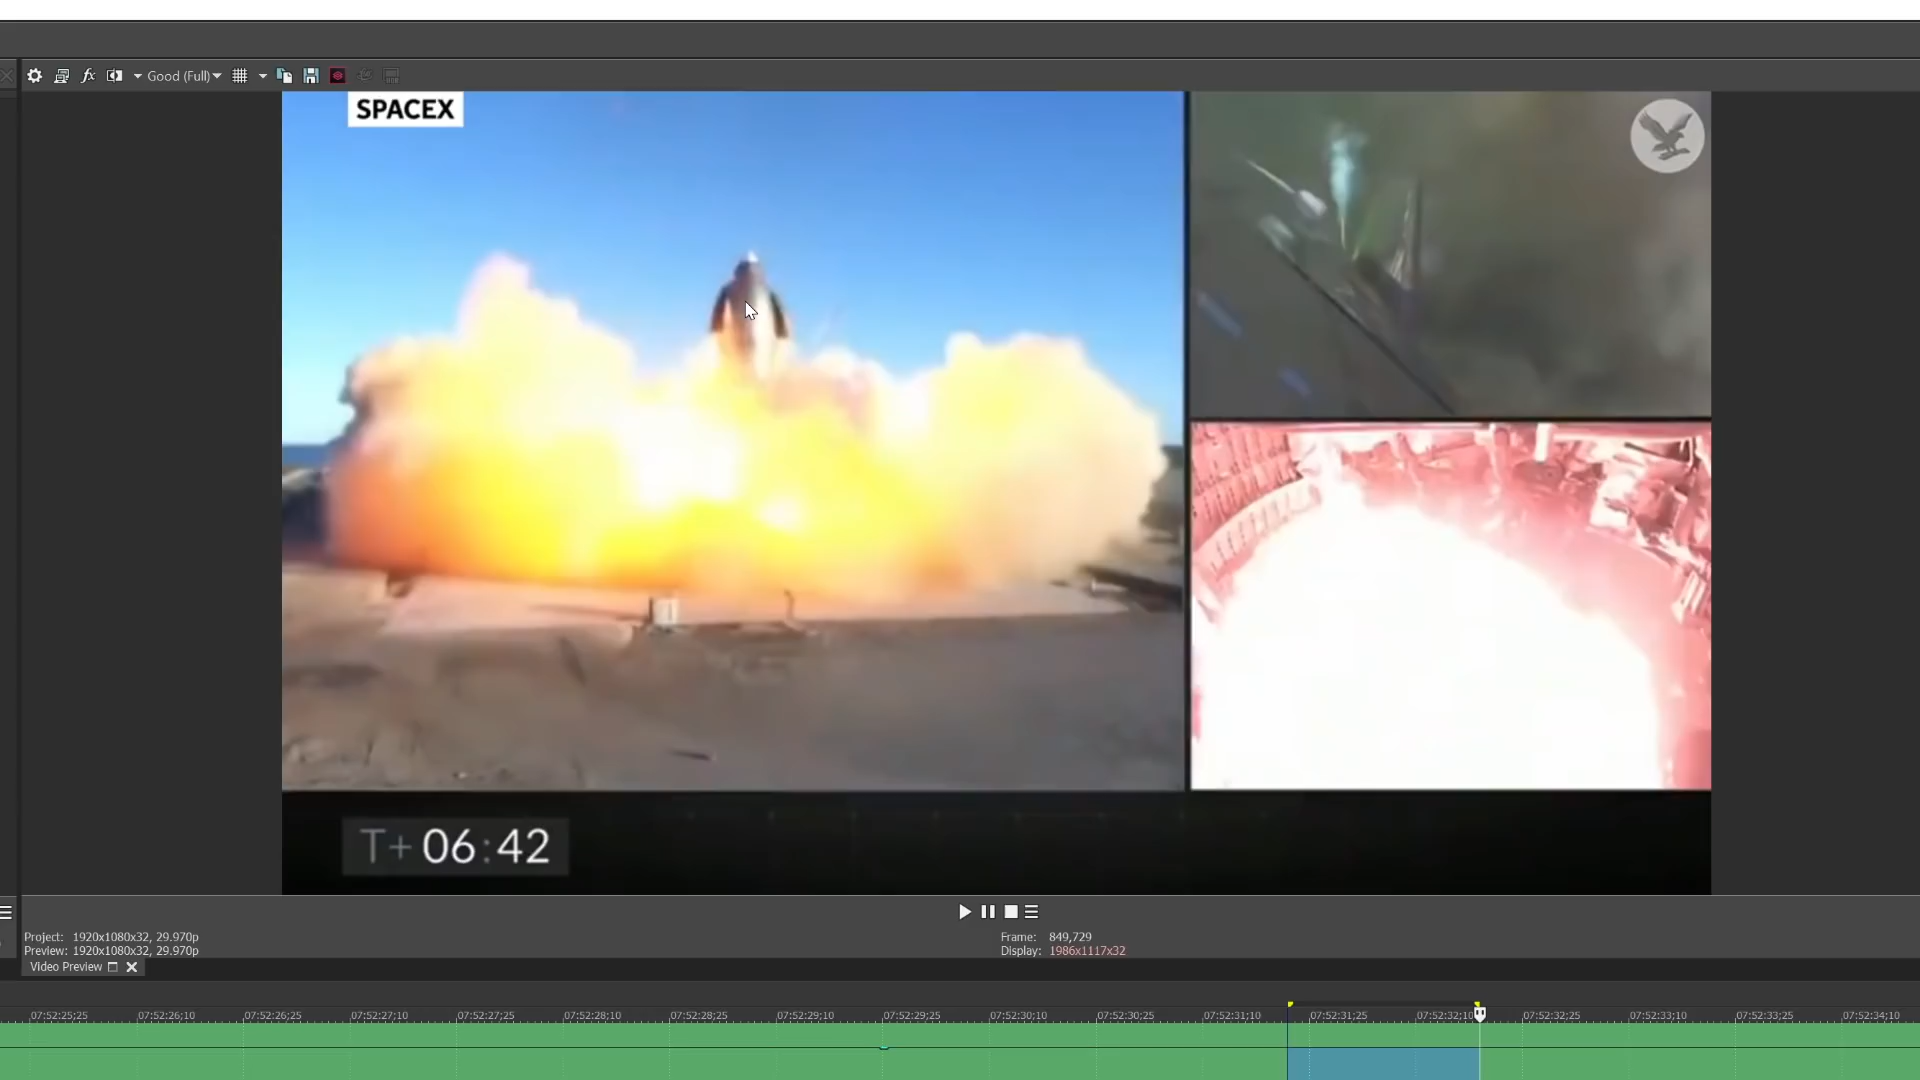 Good (Full)
SPACEX
T+ 06:42
Project: 1920x1080x32, 29.970p
Preview: 1920x1080x32, 29.970p
Frame: 849,729
Display: 1986x1117x32
Video Preview
07:52:25;25 07:52:26;10 07:52:26;25 07:52:27;10 07:52:27;25 07:52:28;10 07:52:28;25 07:52:29;10 07:52:29;25 07:52:30;10 07:52:30;25 07:52:31;10 07:52:31;25 07:52:32;10 07:52:32;25 07:52:33;10 07:52:33;25 07:52:34;10